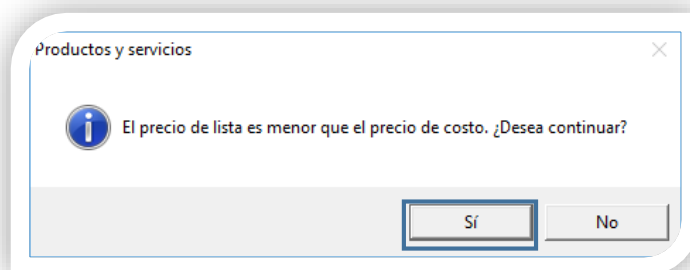 Productos y servicios
El precio de lista es menor que el precio de costo. ¿Desea continuar?
Sí
No